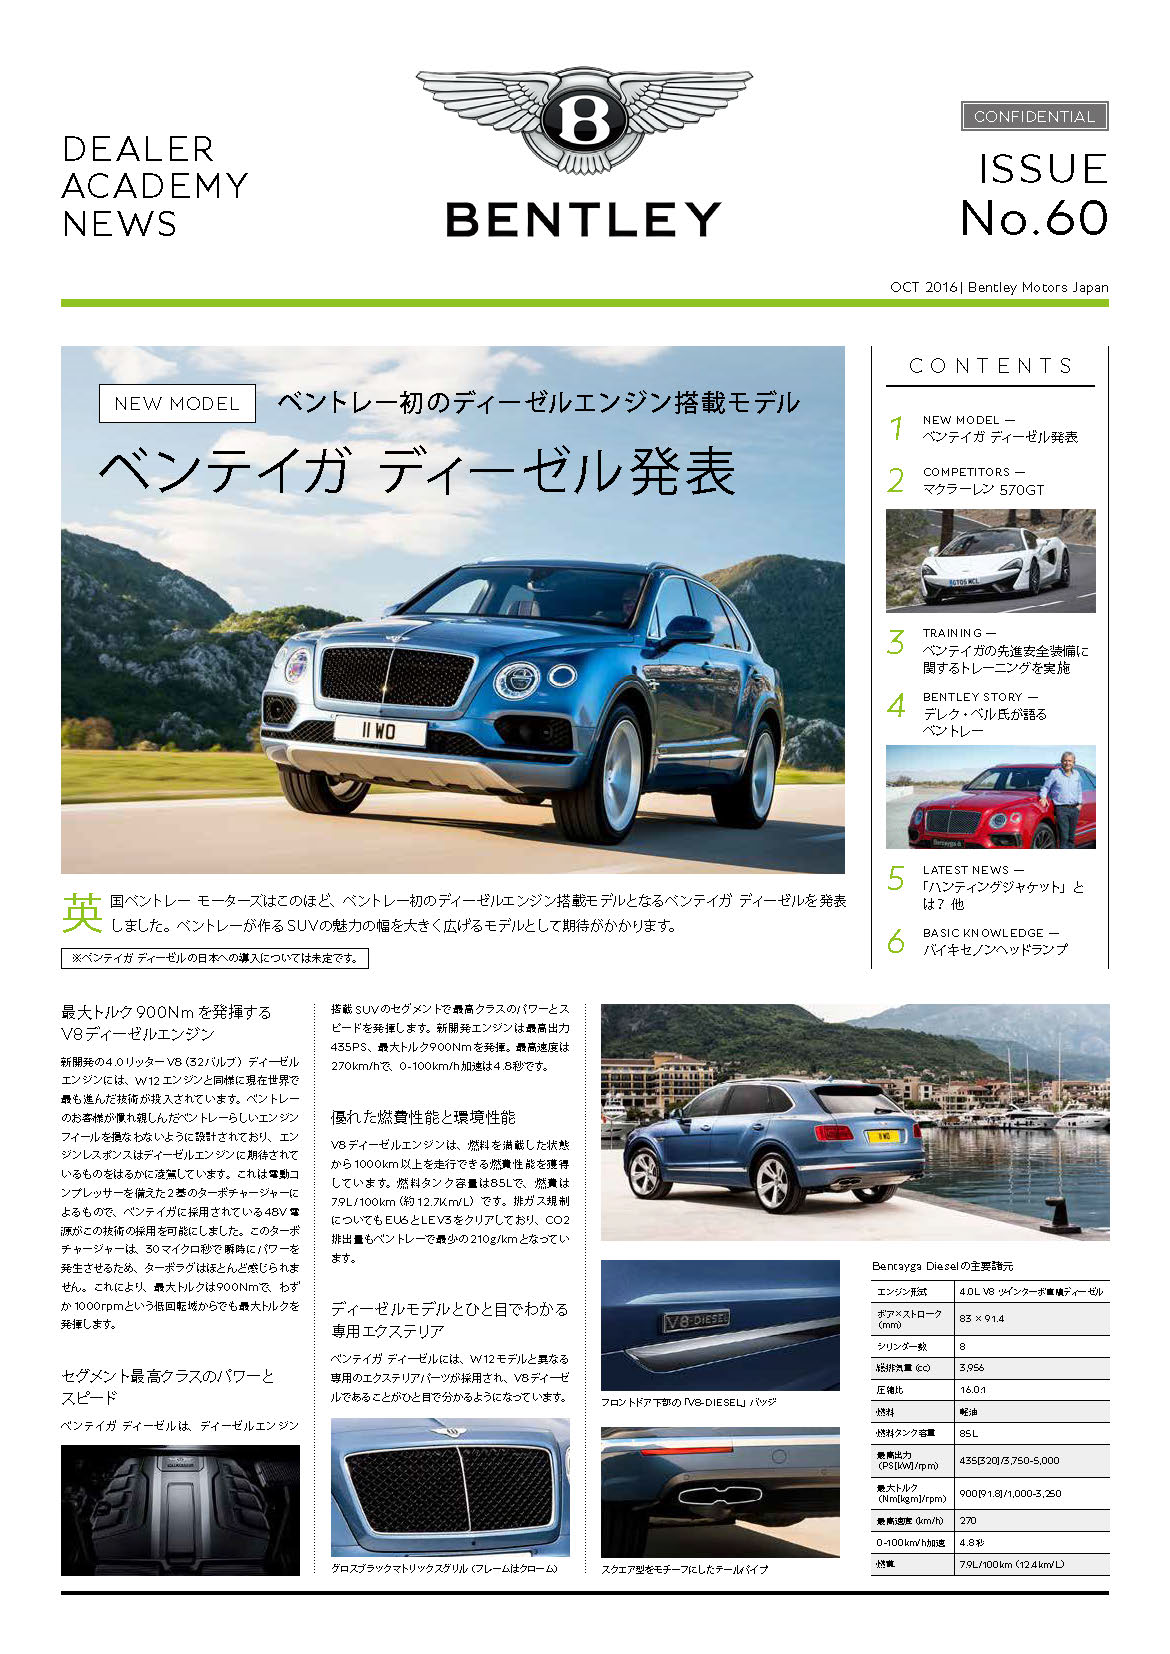 DEALER
ACADEMY
NEWS
B
BENTLEY
CONFIDENTIAL
ISSUE
No.60
OCT 2016| Bentley Motors Japan
NEW MODEL
ベントレー初のディーゼルエンジン搭載モデル
ベンテイガ ディーゼル発表
11 WO
英国ベントレー モーターズはこのほど、ベントレー初のディーゼルエンジン搭載モデルとなるベンテイガ ディーゼルを発表
しました。ベントレーが作るSUVの魅力の幅を大きく広げるモデルとして期待がかかります。
※ベンテイガ ディーゼルの日本への導入については未定です。
CONTENTS
1 NEW MODEL —
ベンテイガ ディーゼル発表
2 COMPETITORS —
マクラーレン 570GT
3 TRAINING —
ベンテイガの先進安全装備に
関するトレーニングを実施
4 BENTLEY STORY —
デレク・ベル氏が語る
ベントレー
Bentayga
5 LATEST NEWS —
「ハンティングジャケット」と
は? 他
6 BASIC KNOWLEDGE —
バイキセノンヘッドランプ
最大トルク900Nmを発揮する
V8ディーゼルエンジン
新開発の4.0リッターV8（32バルブ）ディーゼル
エンジンには、W12エンジンと同様に現在世界で
最も進んだ技術が投入されています。ベントレー
のお客様が慣れ親しんだベントレーらしいエンジン
フィールを損なわないように設計されており、エン
ジンレスポンスはディーゼルエンジンに期待されて
いるものをはるかに凌駕しています。これは電動コ
ンプレッサーを備えた2基のターボチャージャーに
よるもので、ベンテイガに採用されている48V電
源がこの技術の採用を可能にしました。このターボ
チャージャーは、30マイクロ秒で瞬時にパワーを
発生させるため、ターボラグはほとんど感じられま
せん。これにより、最大トルクは900Nmで、わず
か1000rpmという低回転域からでも最大トルクを
発揮します。
セグメント最高クラスのパワーと
スピード
ベンテイガ ディーゼルは、ディーゼルエンジン
搭載SUVのセグメントで最高クラスのパワーとス
ピードを発揮します。新開発エンジンは最高出力
435PS、最大トルク900Nmを発揮。最高速度は
270km/hで、0-100km/h加速は4.8秒です。
優れた燃費性能と環境性能
V8ディーゼルエンジンは、燃料を満載した状態
から1000km以上を走行できる燃費性能を獲得
しています。燃料タンク容量は85Lで、燃費は
7.9L/100km（約12.7Km/L）です。排ガス規制
についてもEU6とLEV3をクリアしており、CO2
排出量もベントレーで最少の210g/kmとなってい
ます。
ディーゼルモデルとひと目でわかる
専用エクステリア
ベンテイガ ディーゼルには、W12モデルと異なる
専用のエクステリアパーツが採用され、V8ディーゼ
ルであることがひと目で分かるようになっています。
グロスブラックマトリックスグリル（フレームはクローム）
11 WO
V8-DIESEL
フロントドア下部の「V8-DIESEL」バッジ
スクエア型をモチーフにしたテールパイプ
Bentayga Dieselの主要諸元
エンジン形式 4.0L V8 ツインターボ直噴ディーゼル
ボア×ストローク
（mm） 83 × 91.4
シリンダー数 8
総排気量（cc） 3,956
圧縮比 16.0:1
燃料 軽油
燃料タンク容量 85L
最高出力
（PS[kW]/rpm） 435[320]/3,750-5,000
最大トルク
（Nm[kgm]/rpm） 900[91.8]/1,000-3,250
最高速度（km/h） 270
0-100km/h加速 4.8秒
燃費 7.9L/100km（12.4km/L）